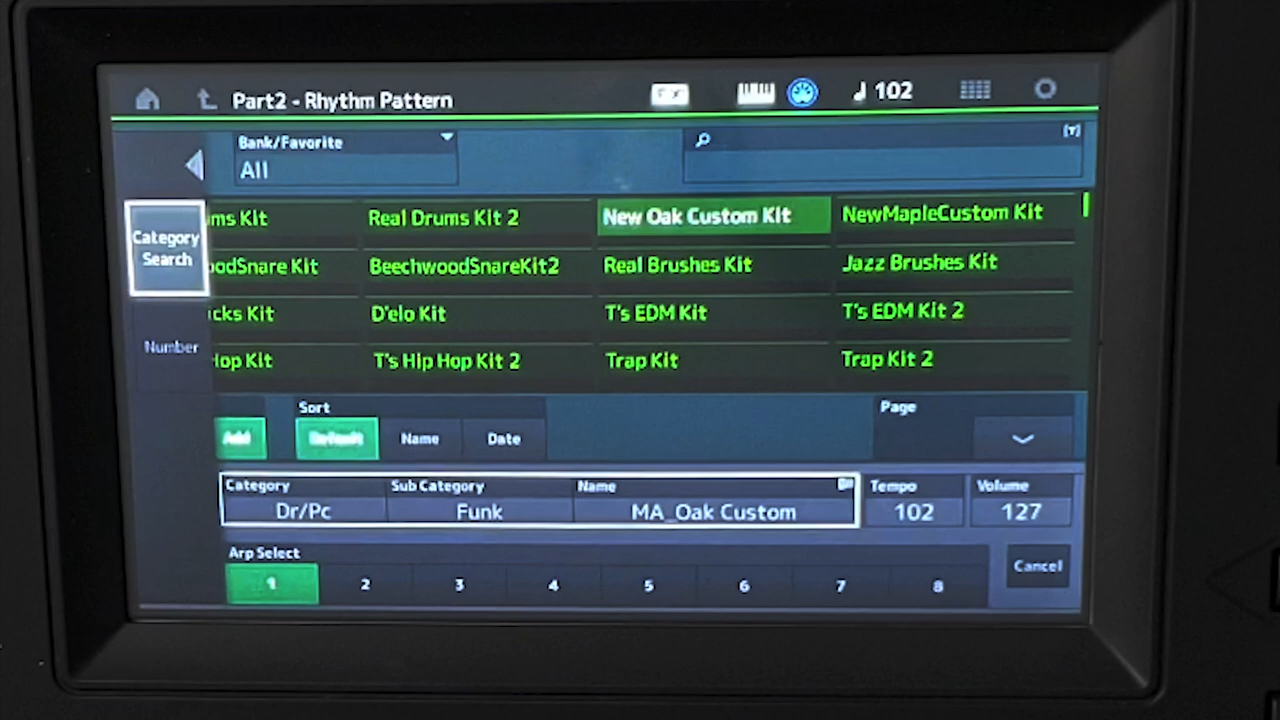 Part2 - Rhythm Pattern FX 102
Bank/Favorite
All
[T]
Category Search
Number
ms Kit Real Drums Kit 2 New Oak Custom Kit NewMapleCustom Kit
odSnare Kit BeechwoodSnareKit2 Real Brushes Kit Jazz Brushes Kit
icks Kit D'elo Kit T's EDM Kit T's EDM Kit 2
Hop Kit T's Hip Hop Kit 2 Trap Kit Trap Kit 2
Sort Page
Add Default Name Date
Category Sub Category Name Tempo Volume
Dr/Pc Funk MA_Oak Custom 102 127
Arp Select
1 2 3 4 5 6 7 8 Cancel